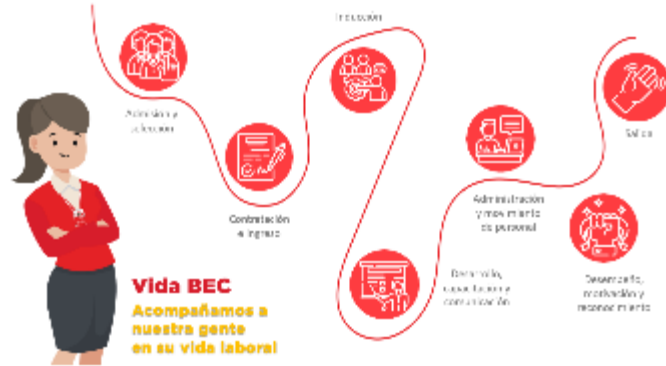 Inducción
Admisión y
selección
Contratación
e ingreso
Salida
Administración
y movimiento
de personal
Desarrollo,
capacitación y
comunicación
Desempeño,
motivación y
reconocimiento
Vida BEC
Acompañamos a
nuestra gente
en su vida laboral